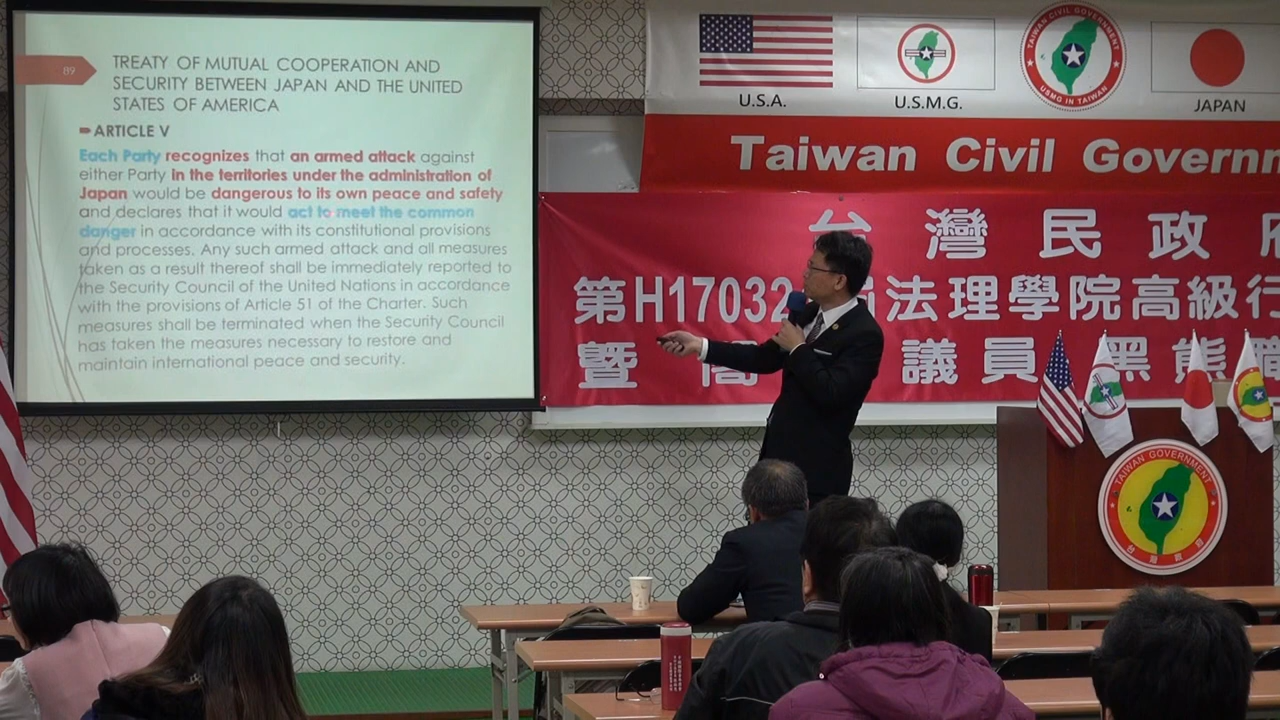 89
TREATY OF MUTUAL COOPERATION AND
SECURITY BETWEEN JAPAN AND THE UNITED
STATES OF AMERICA
ARTICLE V
Each Party recognizes that an armed attack against
either Party in the territories under the administration of
Japan would be dangerous to its own peace and safety
and declares that it would act to meet the common
danger in accordance with its constitutional provisions
and processes. Any such armed attack and all measures
taken as a result thereof shall be immediately reported to
the Security Council of the United Nations in accordance
with the provisions of Article 51 of the Charter. Such
measures shall be terminated when the Security Council
has taken the measures necessary to restore and
maintain international peace and security.
U.S.A.
U.S.M.G.
TAIWAN CIVIL GOVERNMENT
USMG IN TAIWAN
JAPAN
Taiwan Civil Governm
台灣民政府
第H17032 法理學院高級行
暨 議員黑熊職
TAIWAN GOVERNMENT
台灣政府